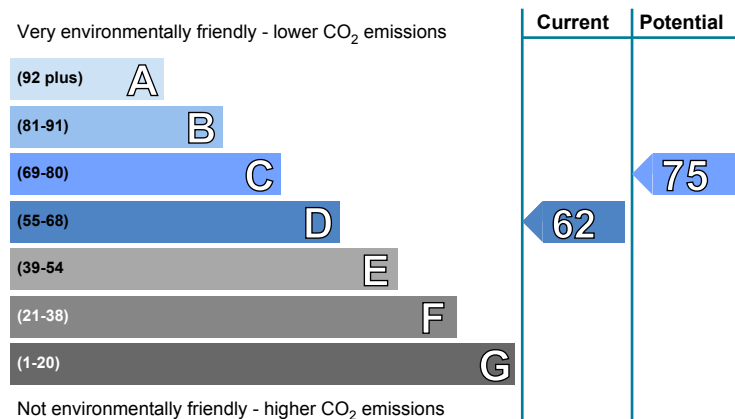 Very environmentally friendly - lower CO2 emissions
Current
Potential
(92 plus) A
(81-91) B
(69-80) C
75
(55-68) D
62
(39-54 E
(21-38) F
(1-20) G
Not environmentally friendly - higher CO2 emissions